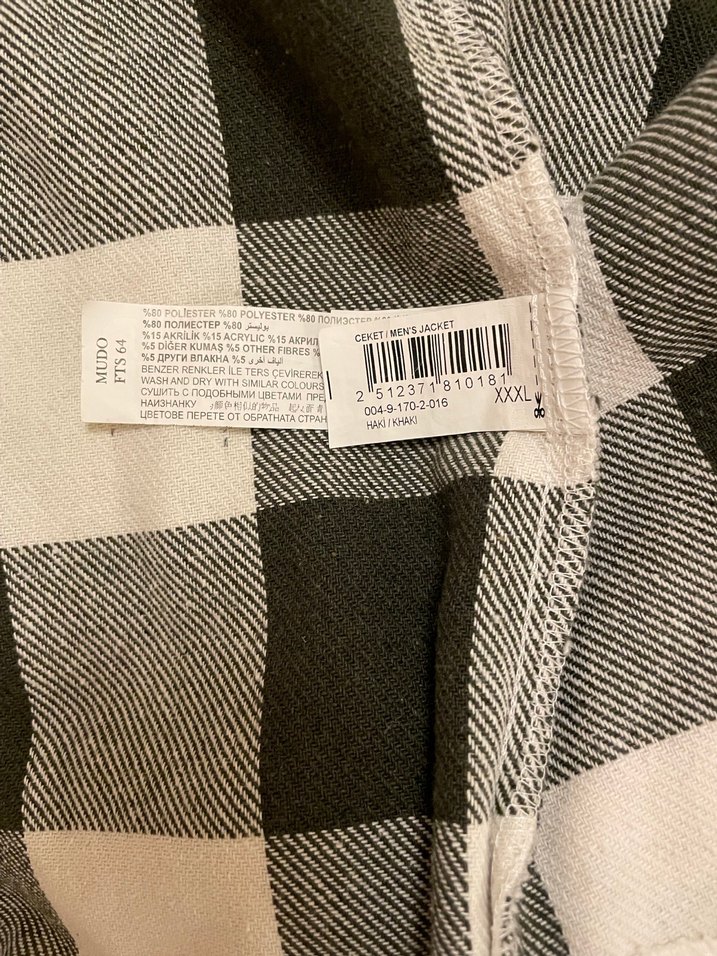 MUDO
FTS 64
%80 POLİESTER %80 POLYESTER %80 ПОЛИЭСТЕР
%80 ПОЛИЕСТЕР %80 بوليستر
%15 AKRİLİK %15 ACRYLIC %15 АКРИЛ
%5 DİĞER KUMAŞ %5 OTHER FIBRES
%5 ДРУГИ ВЛАКНА %5 ألياف أخرى
BENZER RENKLER İLE TERS ÇEVİREREK
WASH AND DRY WITH SIMILAR COLOURS
СУШИТЬ С ПОДОБНЫМИ ЦВЕТАМИ
НАИЗНАНКУ
ЦВЕТОВЕ ПЕРЕТЕ ОТ ОБРАТНАТА СТРАН
CEKET / MEN'S JACKET
2 512371 810181
004-9-170-2-016
XXXL
HAKİ / KHAKI